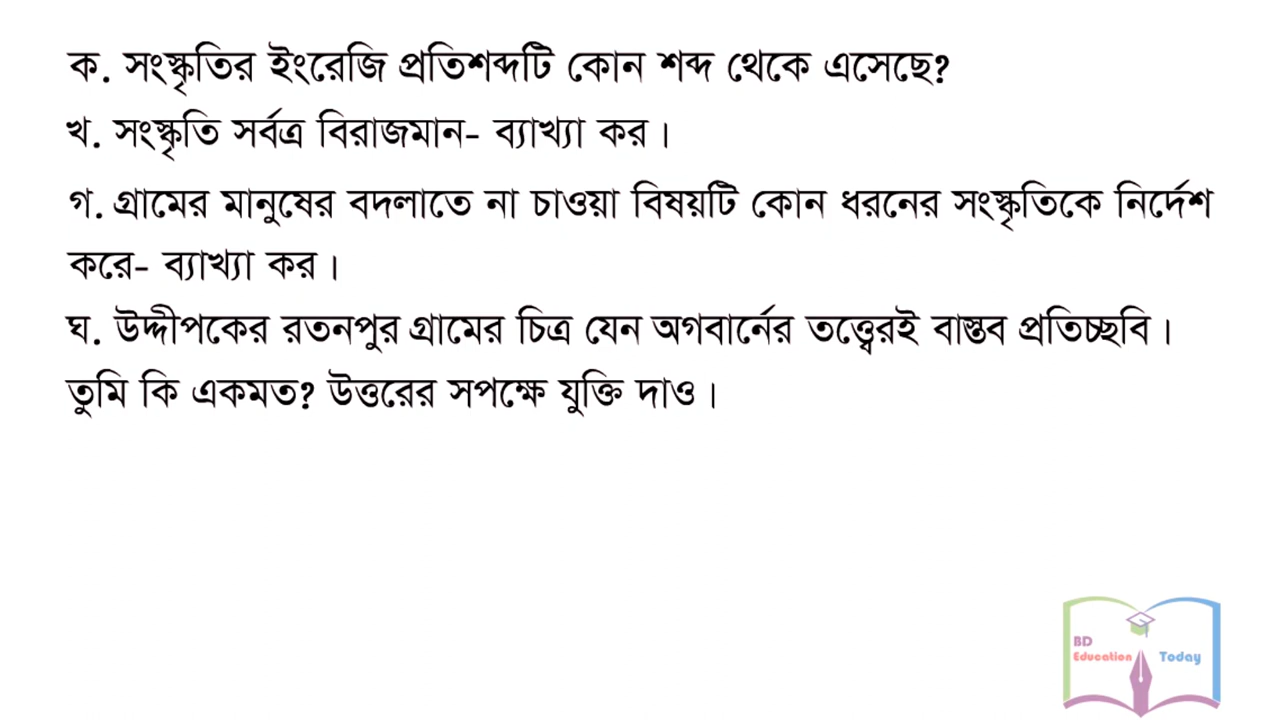 ক. সংস্কৃতির ইংরেজি প্রতিশব্দটি কোন শব্দ থেকে এসেছে?
খ. সংস্কৃতি সর্বত্র বিরাজমান- ব্যাখ্যা কর।
গ. গ্রামের মানুষের বদলাতে না চাওয়া বিষয়টি কোন ধরনের সংস্কৃতিকে নির্দেশ
করে- ব্যাখ্যা কর।
ঘ. উদ্দীপকের রতনপুর গ্রামের চিত্র যেন অগবার্নের তত্ত্বেরই বাস্তব প্রতিচ্ছবি।
তুমি কি একমত? উত্তরের সপক্ষে যুক্তি দাও।
BD
Education Today